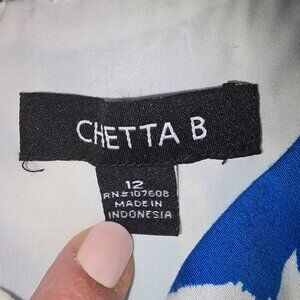 CHETTA B
12
RN#107608
MADE IN
INDONESIA